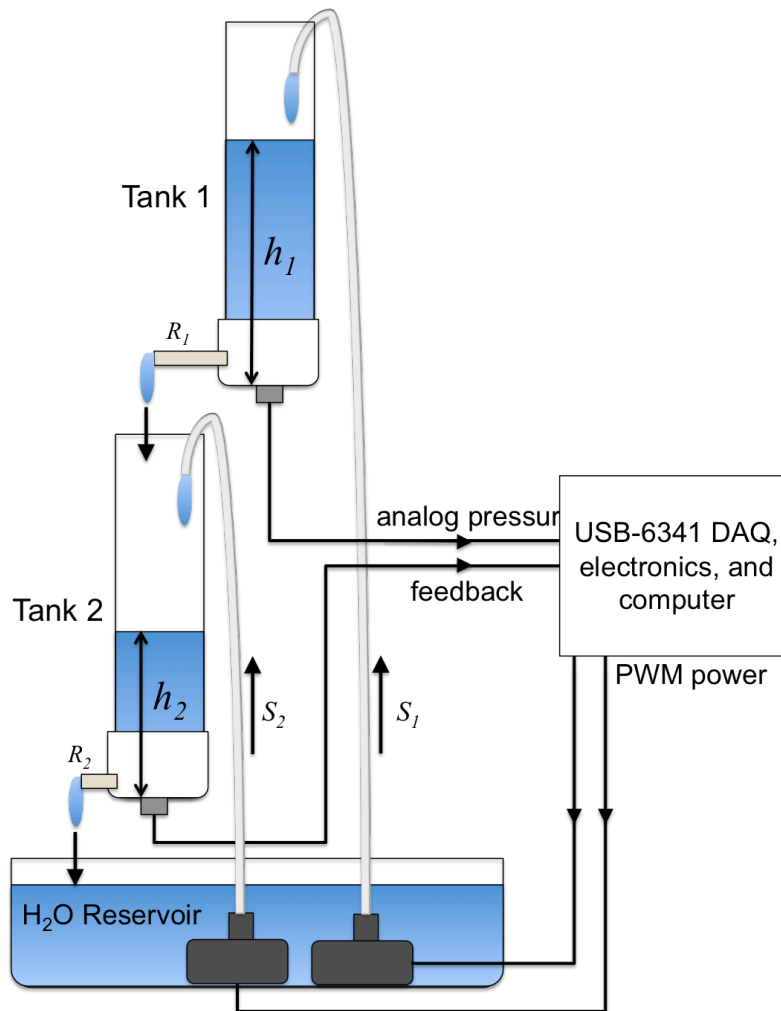 Tank 1
h₁
R₁
analog pressur
USB-6341 DAQ,
electronics, and
computer
feedback
Tank 2
h₂
PWM power
S₂
S₁
R₂
H₂O Reservoir